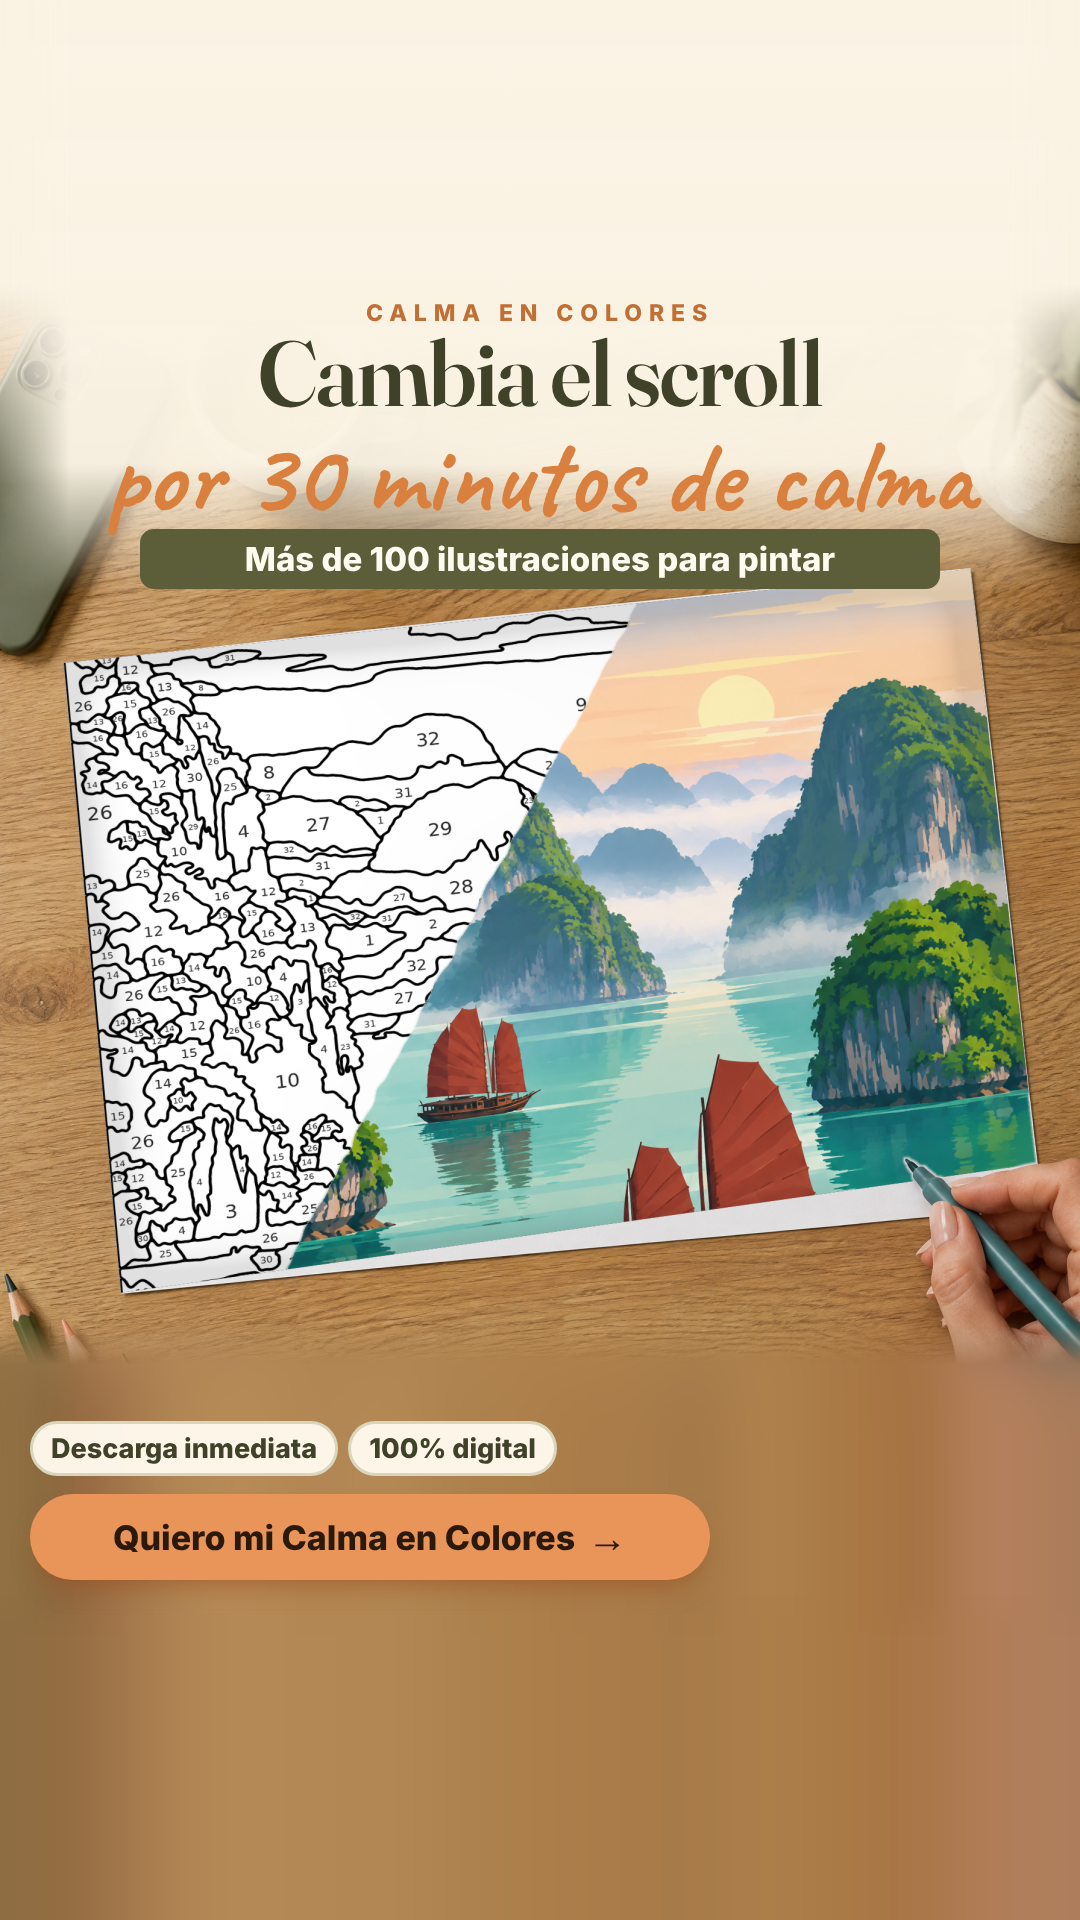 CALMA EN COLORES
Cambia el scroll
por 30 minutos de calma
Más de 100 ilustraciones para pintar
Descarga inmediata
100% digital
Quiero mi Calma en Colores →